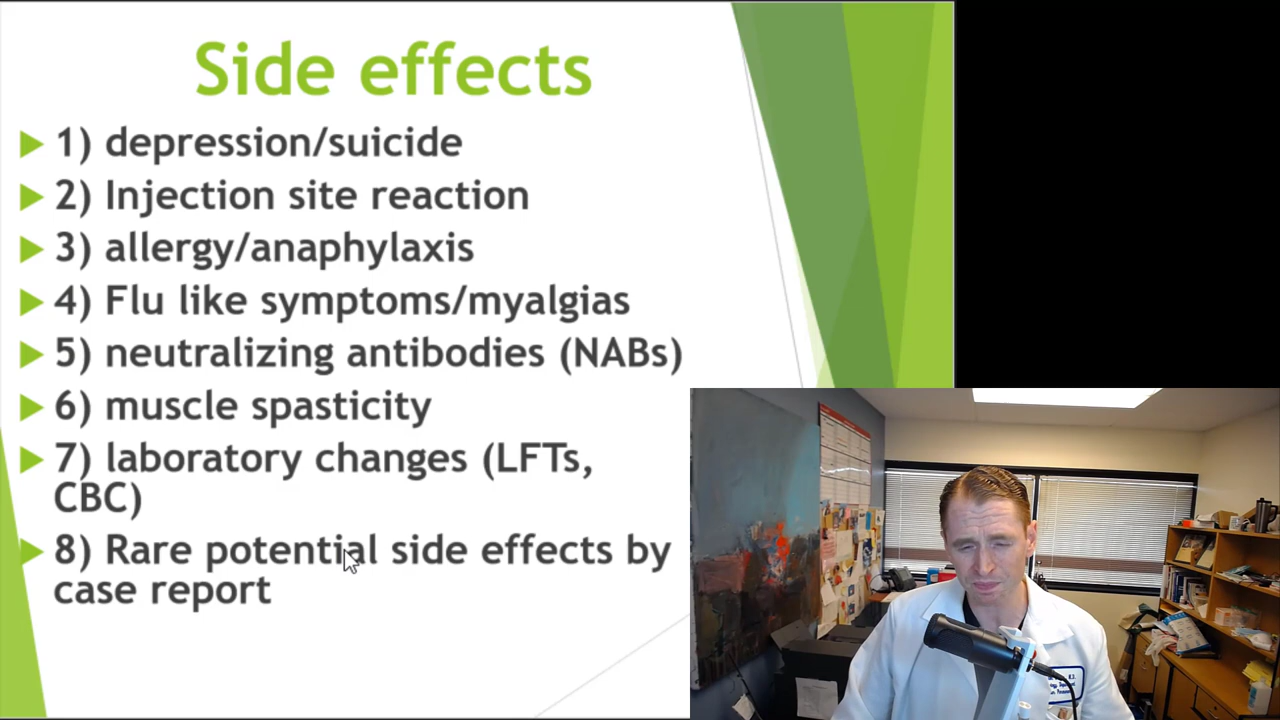 Side effects
1) depression/suicide
2) Injection site reaction
3) allergy/anaphylaxis
4) Flu like symptoms/myalgias
5) neutralizing antibodies (NABs)
6) muscle spasticity
7) laboratory changes (LFTs,
CBC)
8) Rare potential side effects by
case report